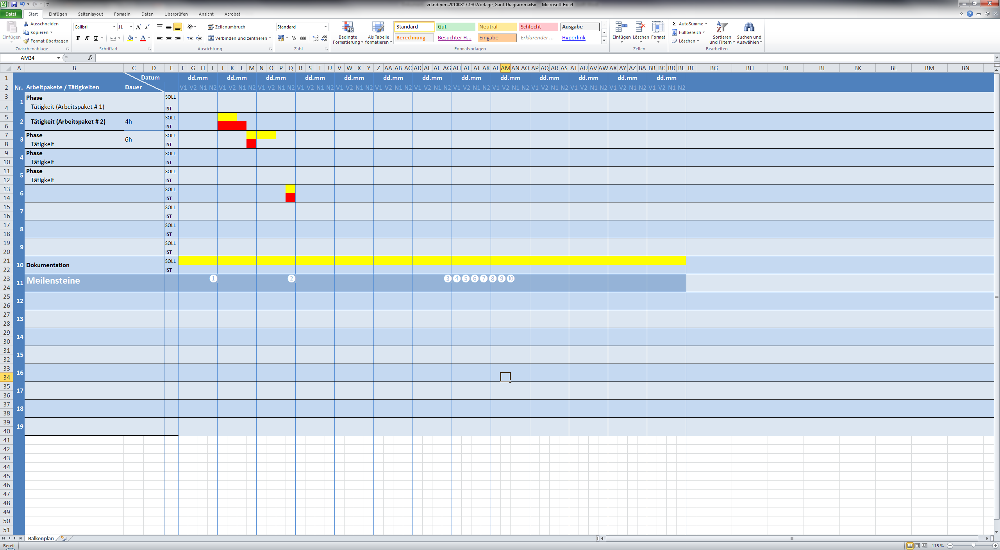 vrl.ndipim.20100817.130.Vorlage_GanttDiagramm.xlsx - Microsoft Excel
Datei Start Einfügen Seitenlayout Formeln Daten Überprüfen Ansicht Acrobat
Einfügen
Ausschneiden
Kopieren
Format übertragen
Zwischenablage
Calibri 11
F K U
Schriftart
Zeilenumbruch
Verbinden und zentrieren
Ausrichtung
Standard
% 000
Zahl
Bedingte Formatierung
Als Tabelle formatieren
Standard Gut Neutral Schlecht Ausgabe
Berechnung Besuchter H... Eingabe Erklärender ... Hyperlink
Formatvorlagen
Einfügen Löschen Format
Zellen
AutoSumme
Füllbereich
Löschen
Sortieren und Filtern
Suchen und Auswählen
Bearbeiten
AM34 fx
A B C D E F G H I J K L M N O P Q R S T U V W X Y Z AA AB AC AD AE AF AG AH AI AJ AK AL AM AN AO AP AQ AR AS AT AU AV AW AX AY AZ BA BB BC BD BE BF BG BH BI BJ BK BL BM BN
1 Datum dd.mm dd.mm dd.mm dd.mm dd.mm dd.mm dd.mm dd.mm dd.mm dd.mm dd.mm dd.mm dd.mm
2 Nr. Arbeitpakete / Tätigkeiten Dauer V1 V2 N1 N2 V1 V2 N1 N2 V1 V2 N1 N2 V1 V2 N1 N2 V1 V2 N1 N2 V1 V2 N1 N2 V1 V2 N1 N2 V1 V2 N1 N2 V1 V2 N1 N2 V1 V2 N1 N2 V1 V2 N1 N2 V1 V2 N1 N2 V1 V2 N1 N2
3 Phase SOLL
1
4 Tätigkeit (Arbeitspaket # 1) IST
5 SOLL
2 Tätigkeit (Arbeitspaket # 2) 4h
6 IST
7 Phase SOLL
3 6h
8 Tätigkeit IST
9 Phase SOLL
4
10 Tätigkeit IST
11 Phase SOLL
5
12 Tätigkeit IST
13 SOLL
6
14 IST
15 SOLL
7
16 IST
17 SOLL
8
18 IST
19 SOLL
9
20 IST
21 SOLL
10 Dokumentation
22 IST
23 Meilensteine 1 2 3 4 5 6 7 8 9 10
11
24
25
12
26
27
13
28
29
14
30
31
15
32
33
16
34
35
17
36
37
18
38
39
19
40
41
42
43
44
45
46
47
48
49
50
51
Balkenplan
Bereit 115 %